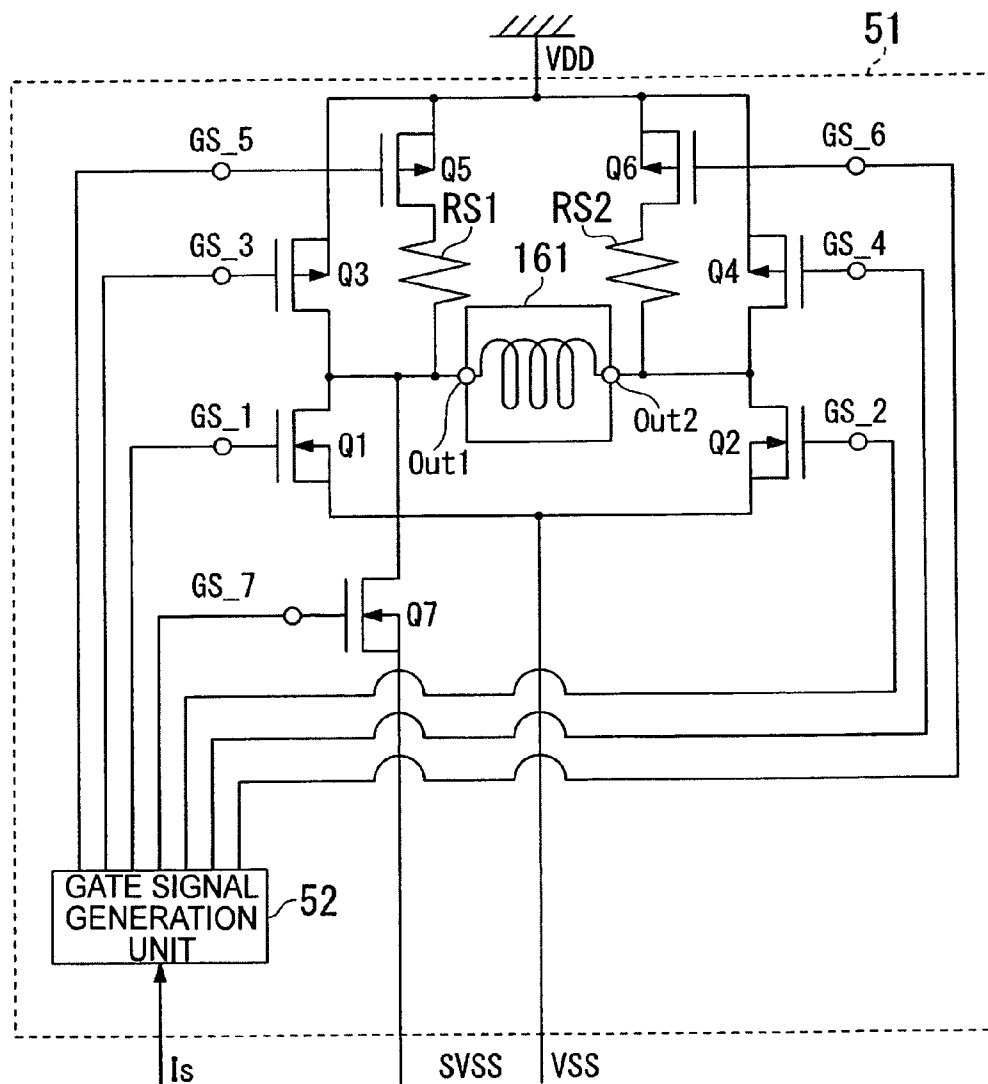 51
VDD
GS_5
GS_6
Q5
Q6
RS1
RS2
GS_3
GS_4
161
Q3
Q4
GS_1
GS_2
Out1
Out2
Q1
Q2
GS_7
Q7
GATE SIGNAL
GENERATION
UNIT
52
Is
SVSS
VSS